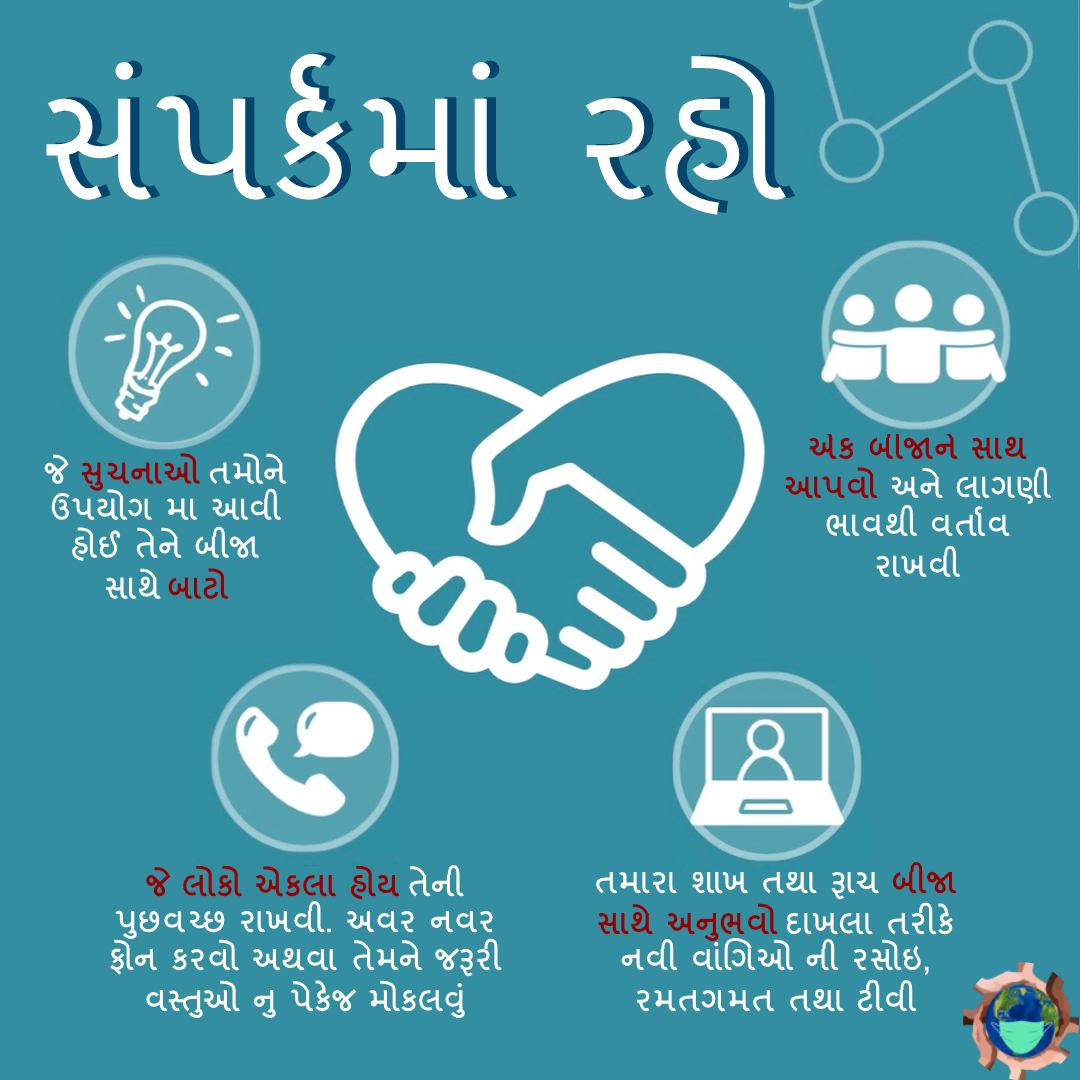 સંપર્કમાં રહો
જે સુચનાઓ તમોને
ઉપયોગ મા આવી
હોઈ તેને બીજા
સાથે બાટો
એક બીજાને સાથ
આપવો અને લાગણી
ભાવથી વર્તાવ
રાખવી
જે લોકો એકલા હોય તેની
પુછવચ્છ રાખવી. અવર નવર
ફોન કરવો અથવા તેમને જરૂરી
વસ્તુઓ નુ પેકેજ મોકલવું
તમારા શાખ તથા રૂાચ બીજા
સાથે અનુભવો દાખલા તરીકે
નવી વાંગિઓ ની રસોઇ,
રમતગમત તથા ટીવી